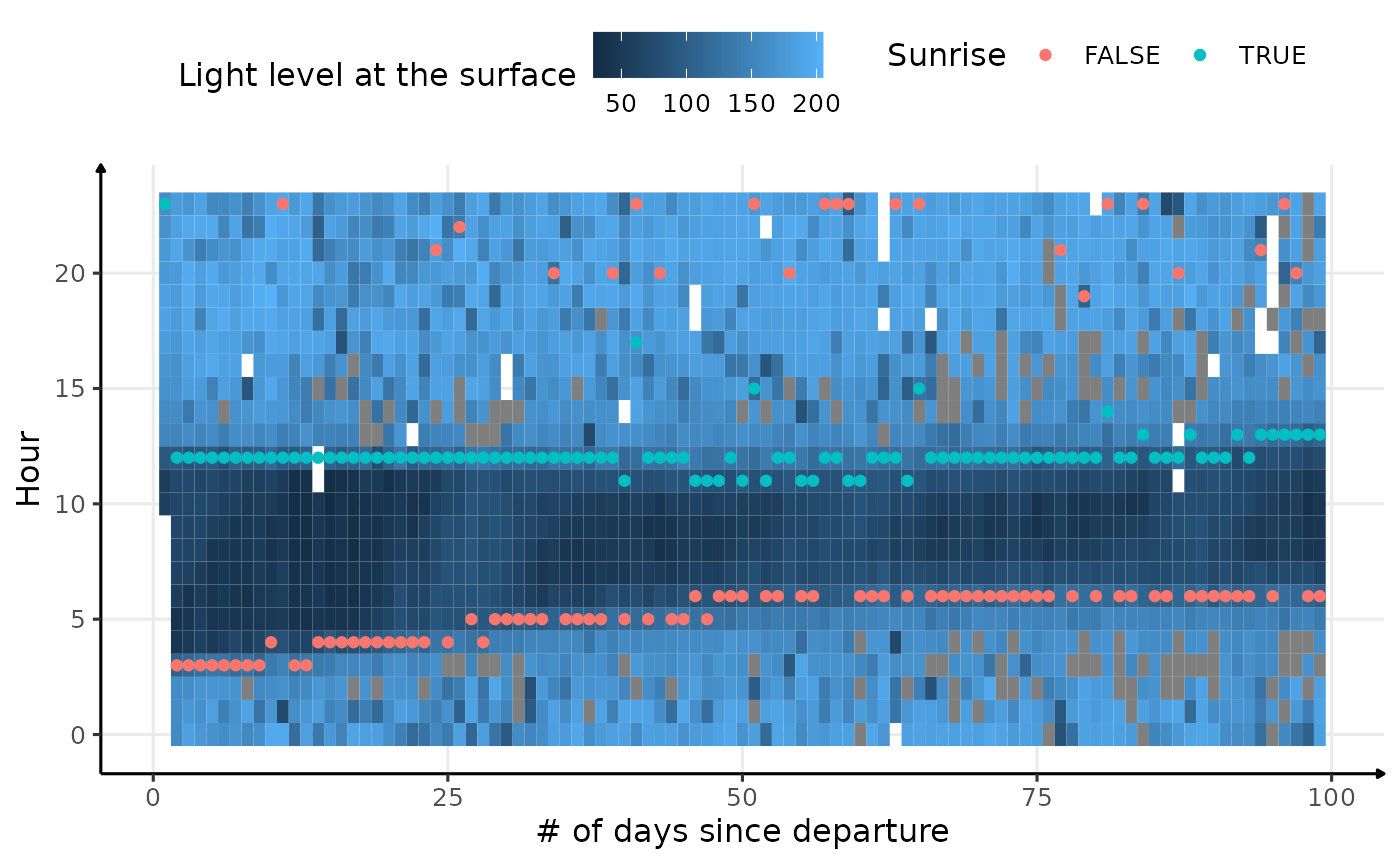 Light level at the surface
50 100 150 200
Sunrise FALSE TRUE
Hour
20
15
10
5
0
0 25 50 75 100
# of days since departure